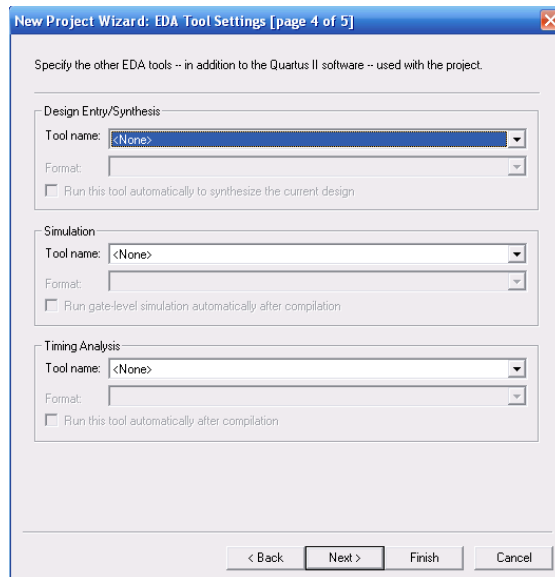 New Project Wizard: EDA Tool Settings [page 4 of 5]
Specify the other EDA tools -- in addition to the Quartus II software -- used with the project.
Design Entry/Synthesis
Tool name: <None>
Format:
Run this tool automatically to synthesize the current design
Simulation
Tool name: <None>
Format:
Run gate-level simulation automatically after compilation
Timing Analysis
Tool name: <None>
Format:
Run this tool automatically after compilation
< Back Next > Finish Cancel